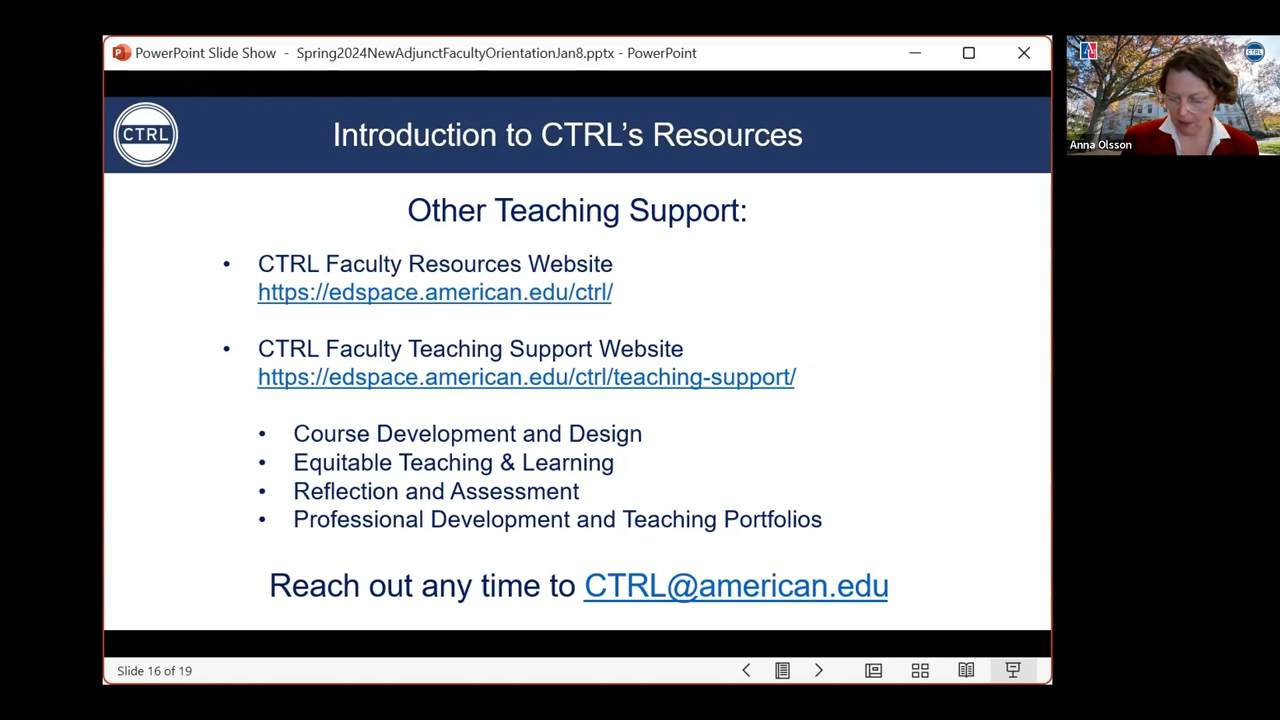 PowerPoint Slide Show - Spring2024NewAdjunctFacultyOrientationJan8.pptx - PowerPoint
CTRL
Introduction to CTRL's Resources
Other Teaching Support:
• CTRL Faculty Resources Website
https://edspace.american.edu/ctrl/
• CTRL Faculty Teaching Support Website
https://edspace.american.edu/ctrl/teaching-support/
• Course Development and Design
• Equitable Teaching & Learning
• Reflection and Assessment
• Professional Development and Teaching Portfolios
Reach out any time to CTRL@american.edu
Slide 16 of 19
CTRL
Anna Olsson